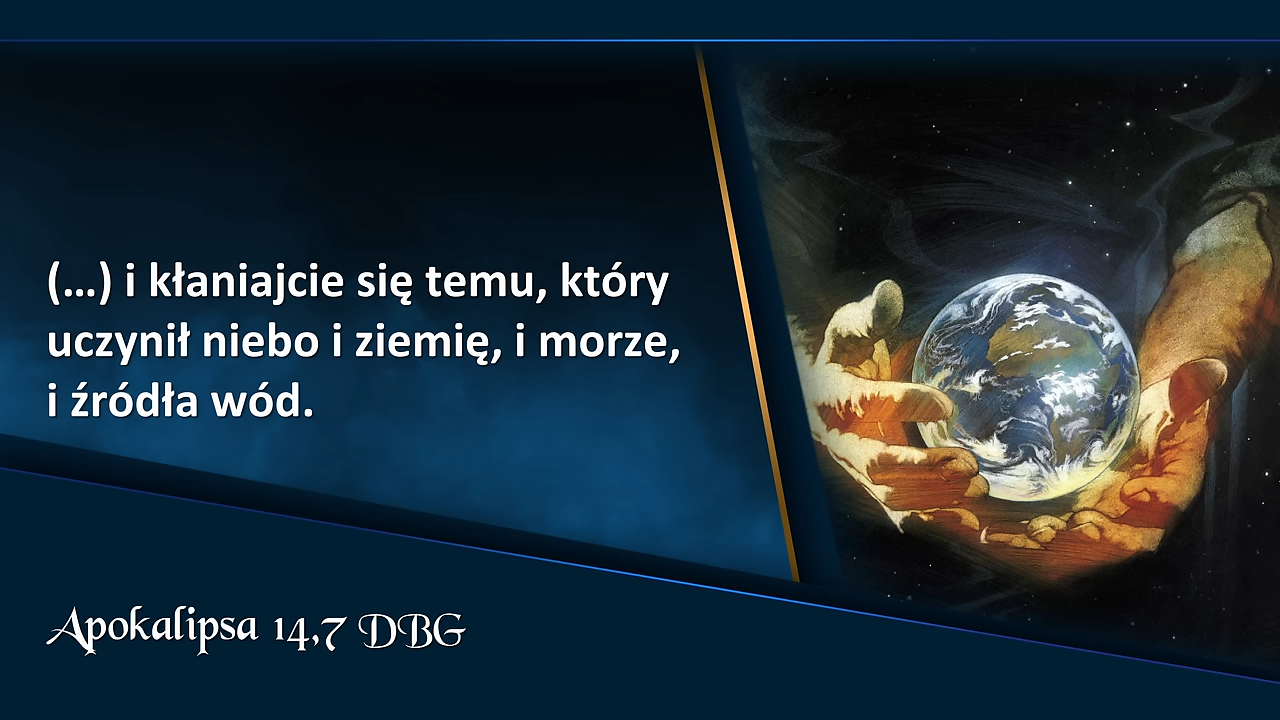 (...) i kłaniajcie się temu, który
uczynił niebo i ziemię, i morze,
i źródła wód.
Apokalipsa 14,7 DBG